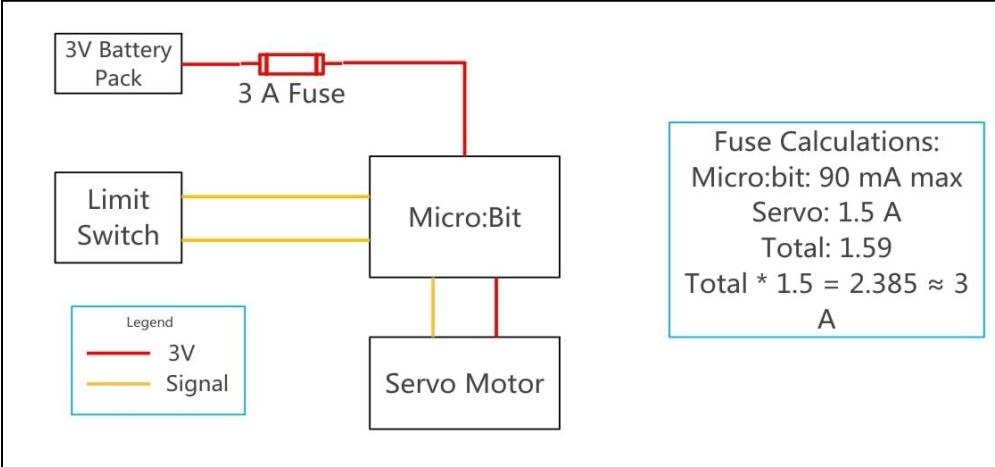 3V Battery
Pack
3 A Fuse
Limit
Switch
Micro:Bit
Servo Motor
Legend
3V
Signal
Fuse Calculations:
Micro:bit: 90 mA max
Servo: 1.5 A
Total: 1.59
Total * 1.5 = 2.385 ≈ 3
A